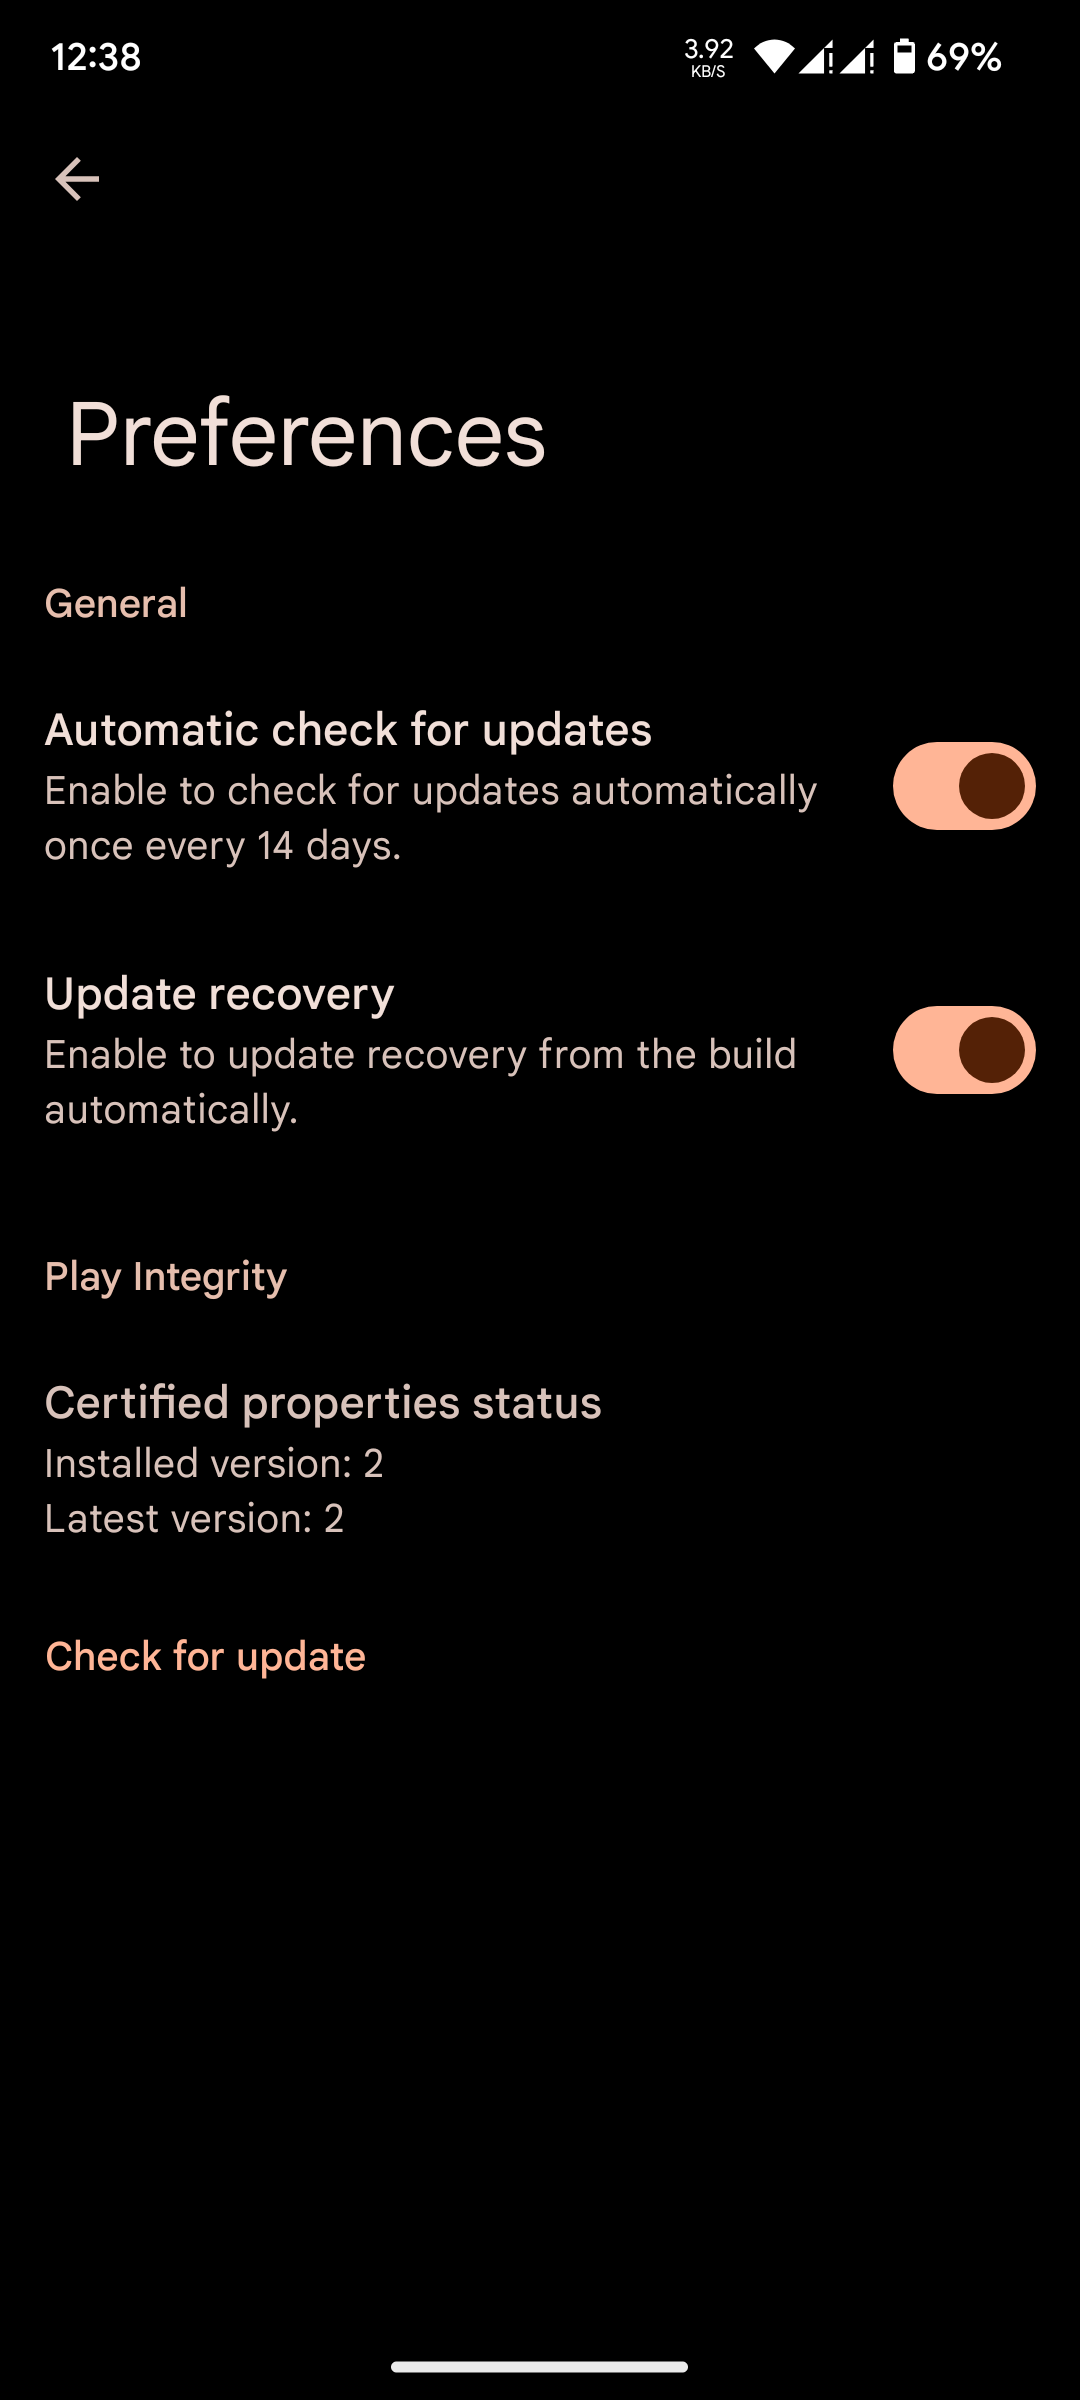 12:38
3.92
KB/S
69%
Preferences
General
Automatic check for updates
Enable to check for updates automatically
once every 14 days.
Update recovery
Enable to update recovery from the build
automatically.
Play Integrity
Certified properties status
Installed version: 2
Latest version: 2
Check for update